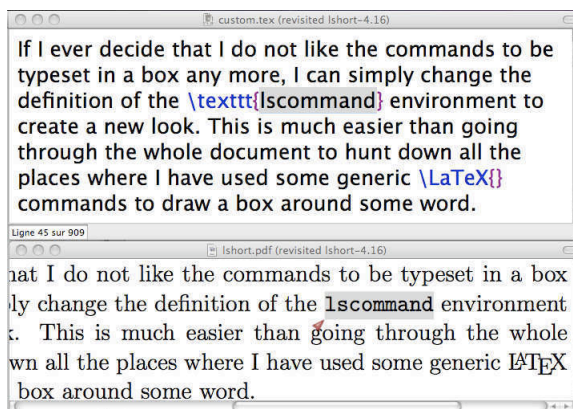 custom.tex (revisited lshort-4.16)
If I ever decide that I do not like the commands to be
typeset in a box any more, I can simply change the
definition of the \texttt{lscommand} environment to
create a new look. This is much easier than going
through the whole document to hunt down all the
places where I have used some generic \LaTeX{}
commands to draw a box around some word.
Ligne 45 sur 909
lshort.pdf (revisited lshort-4.16)
hat I do not like the commands to be typeset in a box
ly change the definition of the lscommand environment
k. This is much easier than going through the whole
wn all the places where I have used some generic LATEX
box around some word.